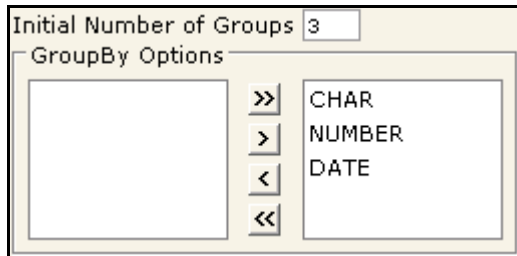 Initial Number of Groups 3
GroupBy Options
>>
CHAR
>
NUMBER
DATE
<
<<